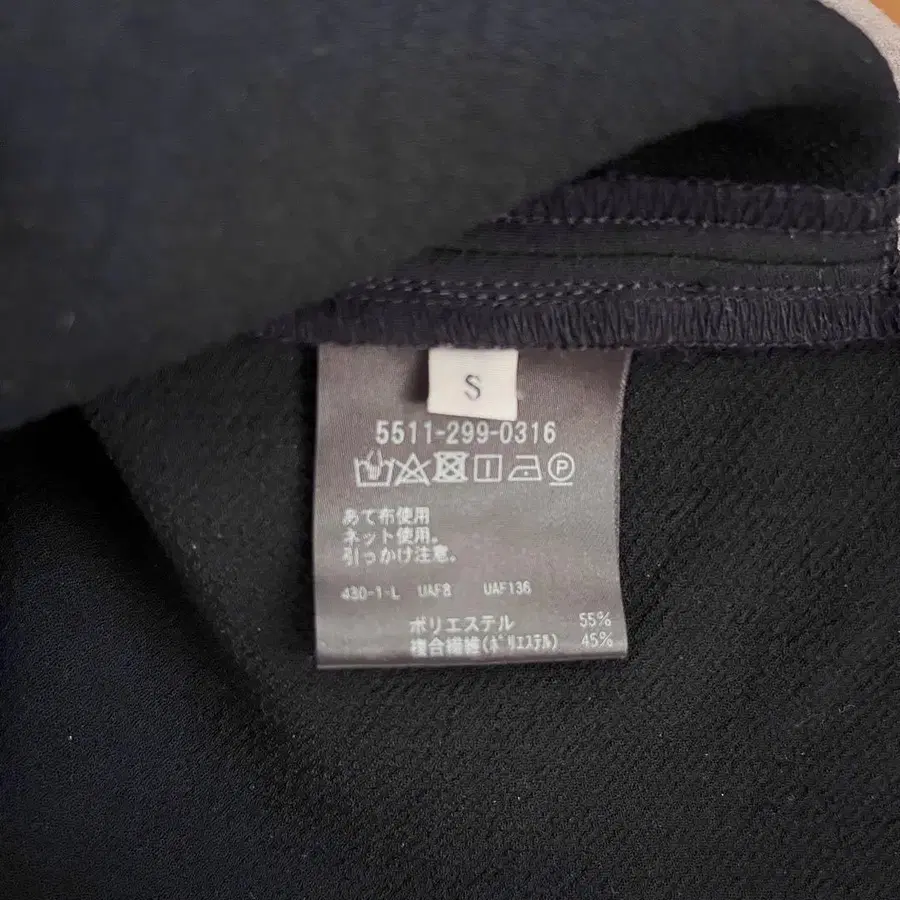 S
5511-299-0316
P
あて布使用
ネット使用。
引っかけ注意。
430-1-L UAF8 UAF136
ポリエステル 55%
複合繊維(ポリエステル) 45%